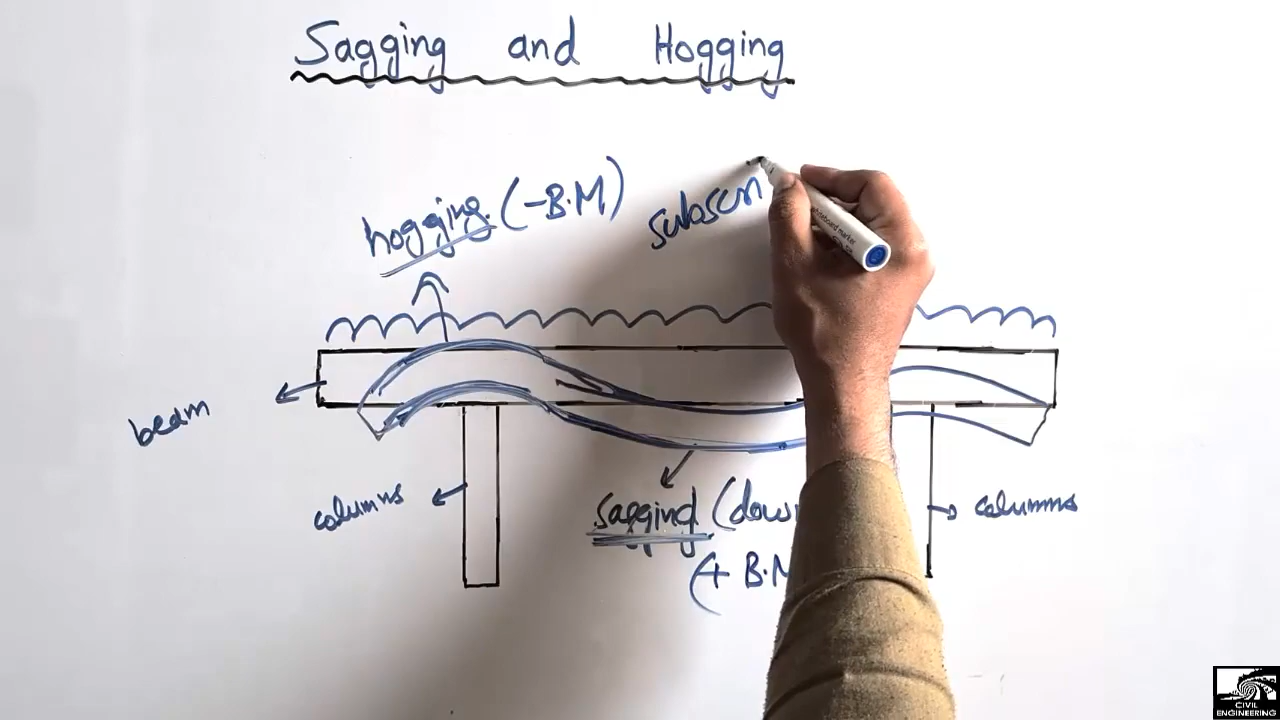 Sagging and Hogging
hogging (-B.M)
subscri
beam
columns
sagging (dow
(+ B.M
columns
CIVIL
ENGINEERING